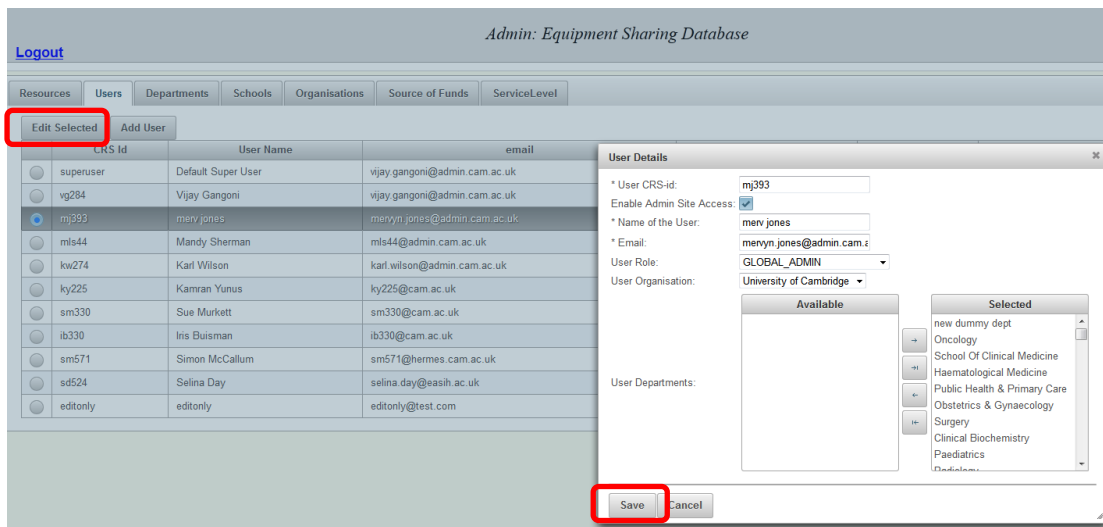 Admin: Equipment Sharing Database
Logout
Resources Users Departments Schools Organisations Source of Funds ServiceLevel
Edit Selected Add User
CRS Id User Name email
superuser Default Super User vijay.gangoni@admin.cam.ac.uk
vg284 Vijay Gangoni vijay.gangoni@admin.cam.ac.uk
mj393 merv jones mervyn.jones@admin.cam.ac.uk
mls44 Mandy Sherman mls44@admin.cam.ac.uk
kw274 Karl Wilson karl.wilson@admin.cam.ac.uk
ky225 Kamran Yunus ky225@cam.ac.uk
sm330 Sue Murkett sm330@cam.ac.uk
ib330 Iris Buisman ib330@cam.ac.uk
sm571 Simon McCallum sm571@hermes.cam.ac.uk
sd524 Selina Day selina.day@easih.ac.uk
editonly editonly editonly@test.com
User Details
* User CRS-id: mj393
Enable Admin Site Access:
* Name of the User: merv jones
* Email: mervyn.jones@admin.cam.a
User Role: GLOBAL_ADMIN
User Organisation: University of Cambridge
Available Selected
new dummy dept
Oncology
School Of Clinical Medicine
Haematological Medicine
User Departments: Public Health & Primary Care
Obstetrics & Gynaecology
Surgery
Clinical Biochemistry
Paediatrics
Radiology
Save Cancel